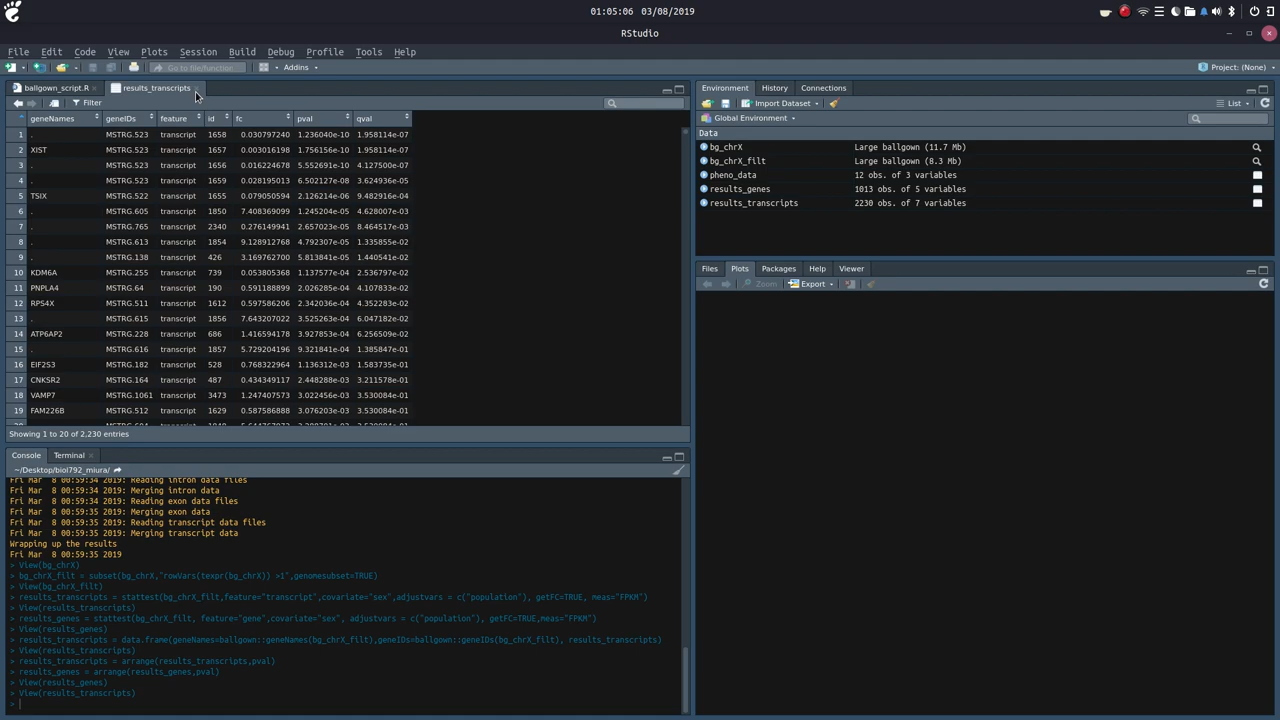 01:05:06 03/08/2019
RStudio
File Edit Code View Plots Session Build Debug Profile Tools Help
Go to file/function Addins Project: (None)
ballgown_script.R results_transcripts
Filter
geneNames geneIDs feature id fc pval qval
1 . MSTRG.523 transcript 1658 0.030797240 1.236040e-10 1.958114e-07
2 XIST MSTRG.523 transcript 1657 0.003016198 1.756156e-10 1.958114e-07
3 . MSTRG.523 transcript 1656 0.016224678 5.552691e-10 4.127500e-07
4 . MSTRG.523 transcript 1659 0.028195013 6.502127e-08 3.624936e-05
5 TSIX MSTRG.522 transcript 1655 0.079050594 2.126214e-06 9.482916e-04
6 . MSTRG.605 transcript 1850 7.408369099 1.245204e-05 4.628007e-03
7 . MSTRG.765 transcript 2340 0.276149941 2.657023e-05 8.464517e-03
8 . MSTRG.613 transcript 1854 9.128912768 4.792307e-05 1.335855e-02
9 . MSTRG.138 transcript 426 3.169762700 5.813841e-05 1.440541e-02
10 KDM6A MSTRG.255 transcript 739 0.053805368 1.137577e-04 2.536797e-02
11 PNPLA4 MSTRG.64 transcript 190 0.591188899 2.026285e-04 4.107833e-02
12 RPS4X MSTRG.511 transcript 1612 0.597586206 2.342036e-04 4.352283e-02
13 . MSTRG.615 transcript 1856 7.643207022 3.525263e-04 6.047182e-02
14 ATP6AP2 MSTRG.228 transcript 686 1.416594178 3.927853e-04 6.256509e-02
15 . MSTRG.616 transcript 1857 5.729204196 9.321841e-04 1.385847e-01
16 EIF2S3 MSTRG.182 transcript 528 0.768322964 1.136312e-03 1.583735e-01
17 CNKSR2 MSTRG.164 transcript 487 0.434349117 2.448288e-03 3.211578e-01
18 VAMP7 MSTRG.1061 transcript 3473 1.247407573 3.022456e-03 3.530084e-01
19 FAM226B MSTRG.512 transcript 1629 0.587586888 3.076203e-03 3.530084e-01
Showing 1 to 20 of 2,230 entries
Console Terminal
~/Desktop/biol792_miura/
Fri Mar 8 00:59:34 2019: Reading intron data files
Fri Mar 8 00:59:34 2019: Merging intron data
Fri Mar 8 00:59:34 2019: Reading exon data files
Fri Mar 8 00:59:35 2019: Merging exon data
Fri Mar 8 00:59:35 2019: Reading transcript data files
Fri Mar 8 00:59:35 2019: Merging transcript data
Wrapping up the results
Fri Mar 8 00:59:35 2019
> View(bg_chrX)
> bg_chrX_filt = subset(bg_chrX,"rowVars(texpr(bg_chrX)) >1",genomesubset=TRUE)
> View(bg_chrX_filt)
> results_transcripts = stattest(bg_chrX_filt,feature="transcript",covariate="sex",adjustvars = c("population"), getFC=TRUE, meas="FPKM")
> View(results_transcripts)
> results_genes = stattest(bg_chrX_filt, feature="gene",covariate="sex", adjustvars = c("population"), getFC=TRUE,meas="FPKM")
> View(results_genes)
> results_transcripts = data.frame(geneNames=ballgown::geneNames(bg_chrX_filt),geneIDs=ballgown::geneIDs(bg_chrX_filt), results_transcripts)
> View(results_transcripts)
> results_transcripts = arrange(results_transcripts,pval)
> results_genes = arrange(results_genes,pval)
> View(results_genes)
> View(results_transcripts)
>
Environment History Connections
Import Dataset List
Global Environment
Data
bg_chrX Large ballgown (11.7 Mb)
bg_chrX_filt Large ballgown (8.3 Mb)
pheno_data 12 obs. of 3 variables
results_genes 1013 obs. of 5 variables
results_transcripts 2230 obs. of 7 variables
Files Plots Packages Help Viewer
Zoom Export